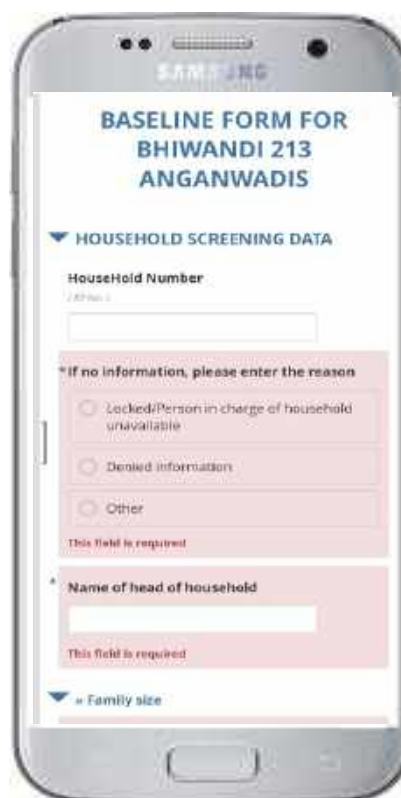 SAMSUNG
BASELINE FORM FOR
BHIWANDI 213
ANGANWADIS
HOUSEHOLD SCREENING DATA
HouseHold Number
* If no information, please enter the reason
Locked/Person in charge of household
unavailable
Denied information
Other
This field is required
* Name of head of household
This field is required
» Family size